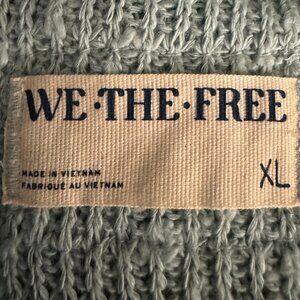 WE·THE·FREE
MADE IN VIETNAM
FABRIQUÉ AU VIETNAM
XL